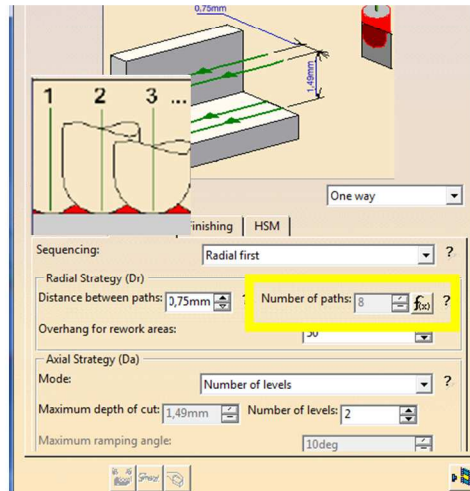 0.75mm
1,49mm
1 2 3 ...
One way
inishing HSM
Sequencing: Radial first ?
Radial Strategy (Dr)
Distance between paths: 0,75mm ? Number of paths: 8 f(x) ?
Overhang for rework areas: 50
Axial Strategy (Da)
Mode: Number of levels ?
Maximum depth of cut: 1,49mm Number of levels: 2
Maximum ramping angle: 10deg